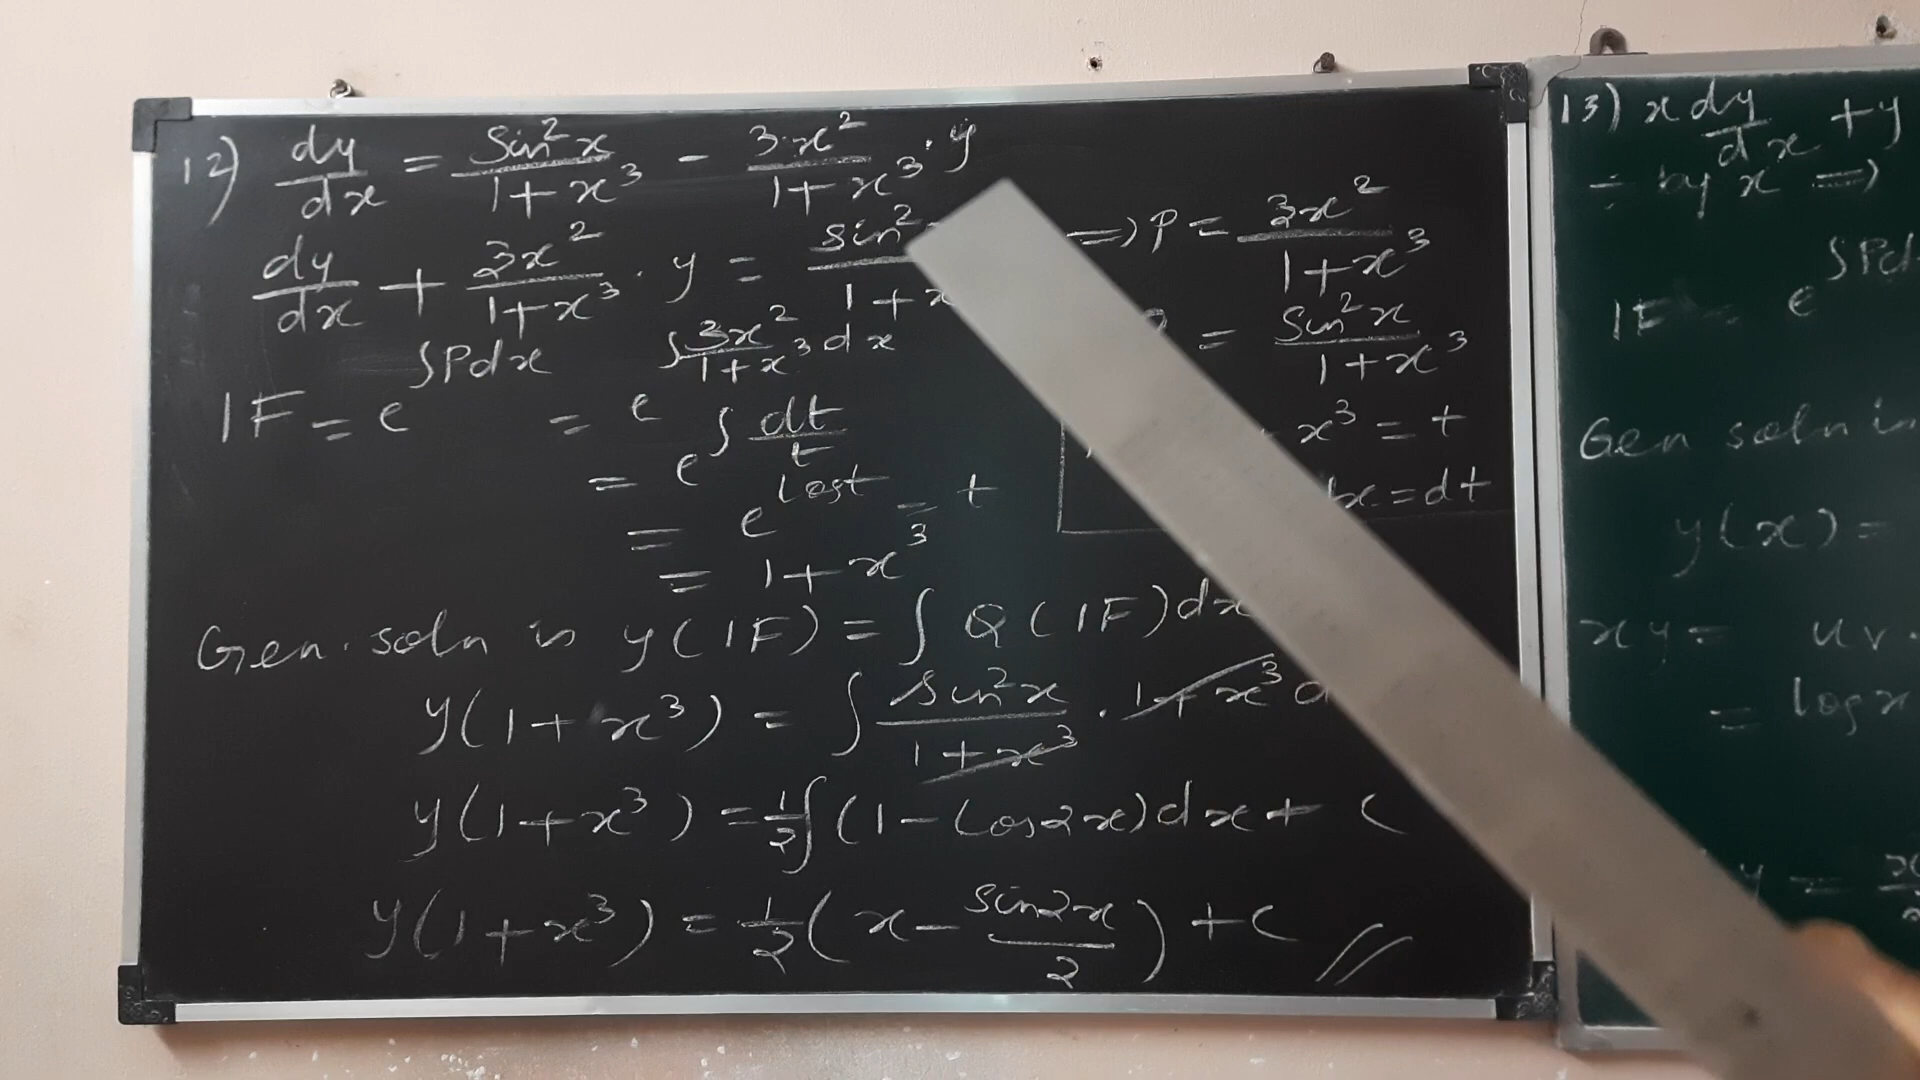 12) dy/dx = Sin²x/1+x³ - 3x²/1+x³ . y
dy/dx + 3x²/1+x³ . y = sin²/1+x => P = 3x²/1+x³
= Sin²x/1+x³
IF = e^∫Pdx = e^∫3x²/1+x³ dx
x³ = t
= e^∫dt/t
= e^logt = t
dx = dt
= 1+x³
Gen. soln is y(IF) = ∫ Q(IF)dx
y(1+x³) = ∫ Sin²x/1+x³ . 1+x³ d
y(1+x³) = 1/2∫(1-Cos2x)dx + C
y(1+x³) = 1/2(x - Sin2x/2) + C //
13) x dy/dx + y
÷ by x =>
IF = e^∫Pd
Gen soln is
y(x) =
xy = uv
= logx
y =